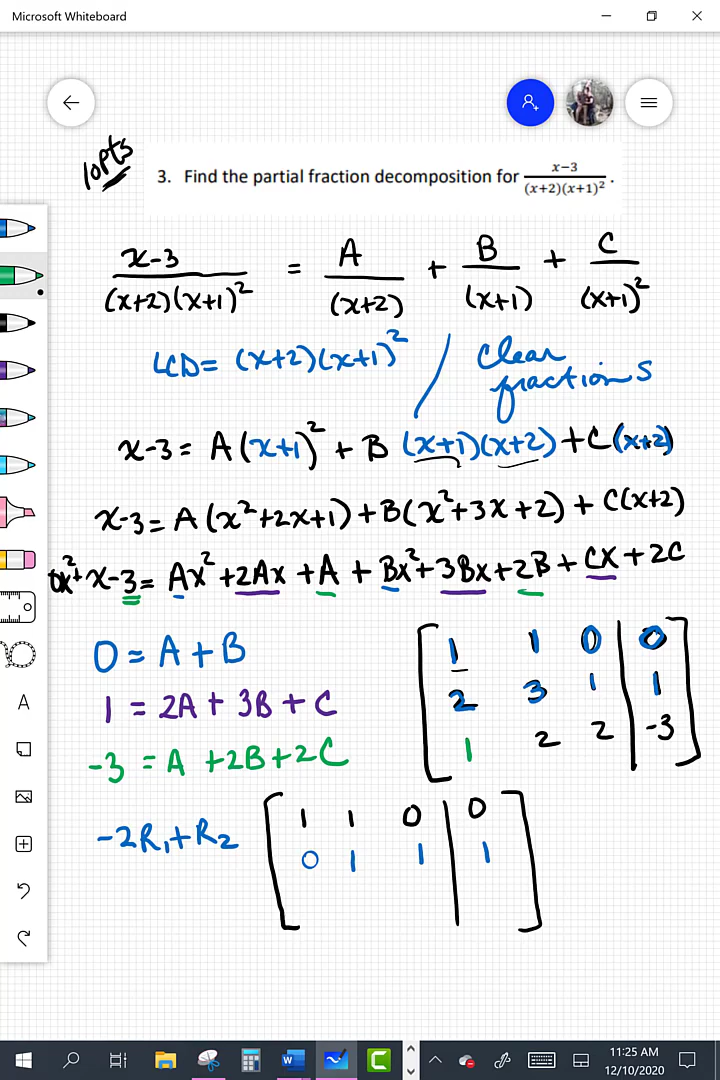 Microsoft Whiteboard
10pts
3. Find the partial fraction decomposition for (x−3)/((x+2)(x+1)²).
(x-3)/((x+2)(x+1)²) = A/(x+2) + B/(x+1) + C/(x+1)²
LCD = (x+2)(x+1)² / Clear fractions
x-3 = A(x+1)² + B(x+1)(x+2) + C(x+2)
x-3 = A(x²+2x+1) + B(x²+3x+2) + C(x+2)
0x²+x-3 = Ax²+2Ax+A+Bx²+3Bx+2B+Cx+2C
0 = A+B
1 = 2A+3B+C
-3 = A+2B+2C
[1 1 0 | 0]
[2 3 1 | 1]
[1 2 2 | -3]
-2R₁+R₂
[1 1 0 | 0]
[0 1 1 | 1]
A
11:25 AM
12/10/2020